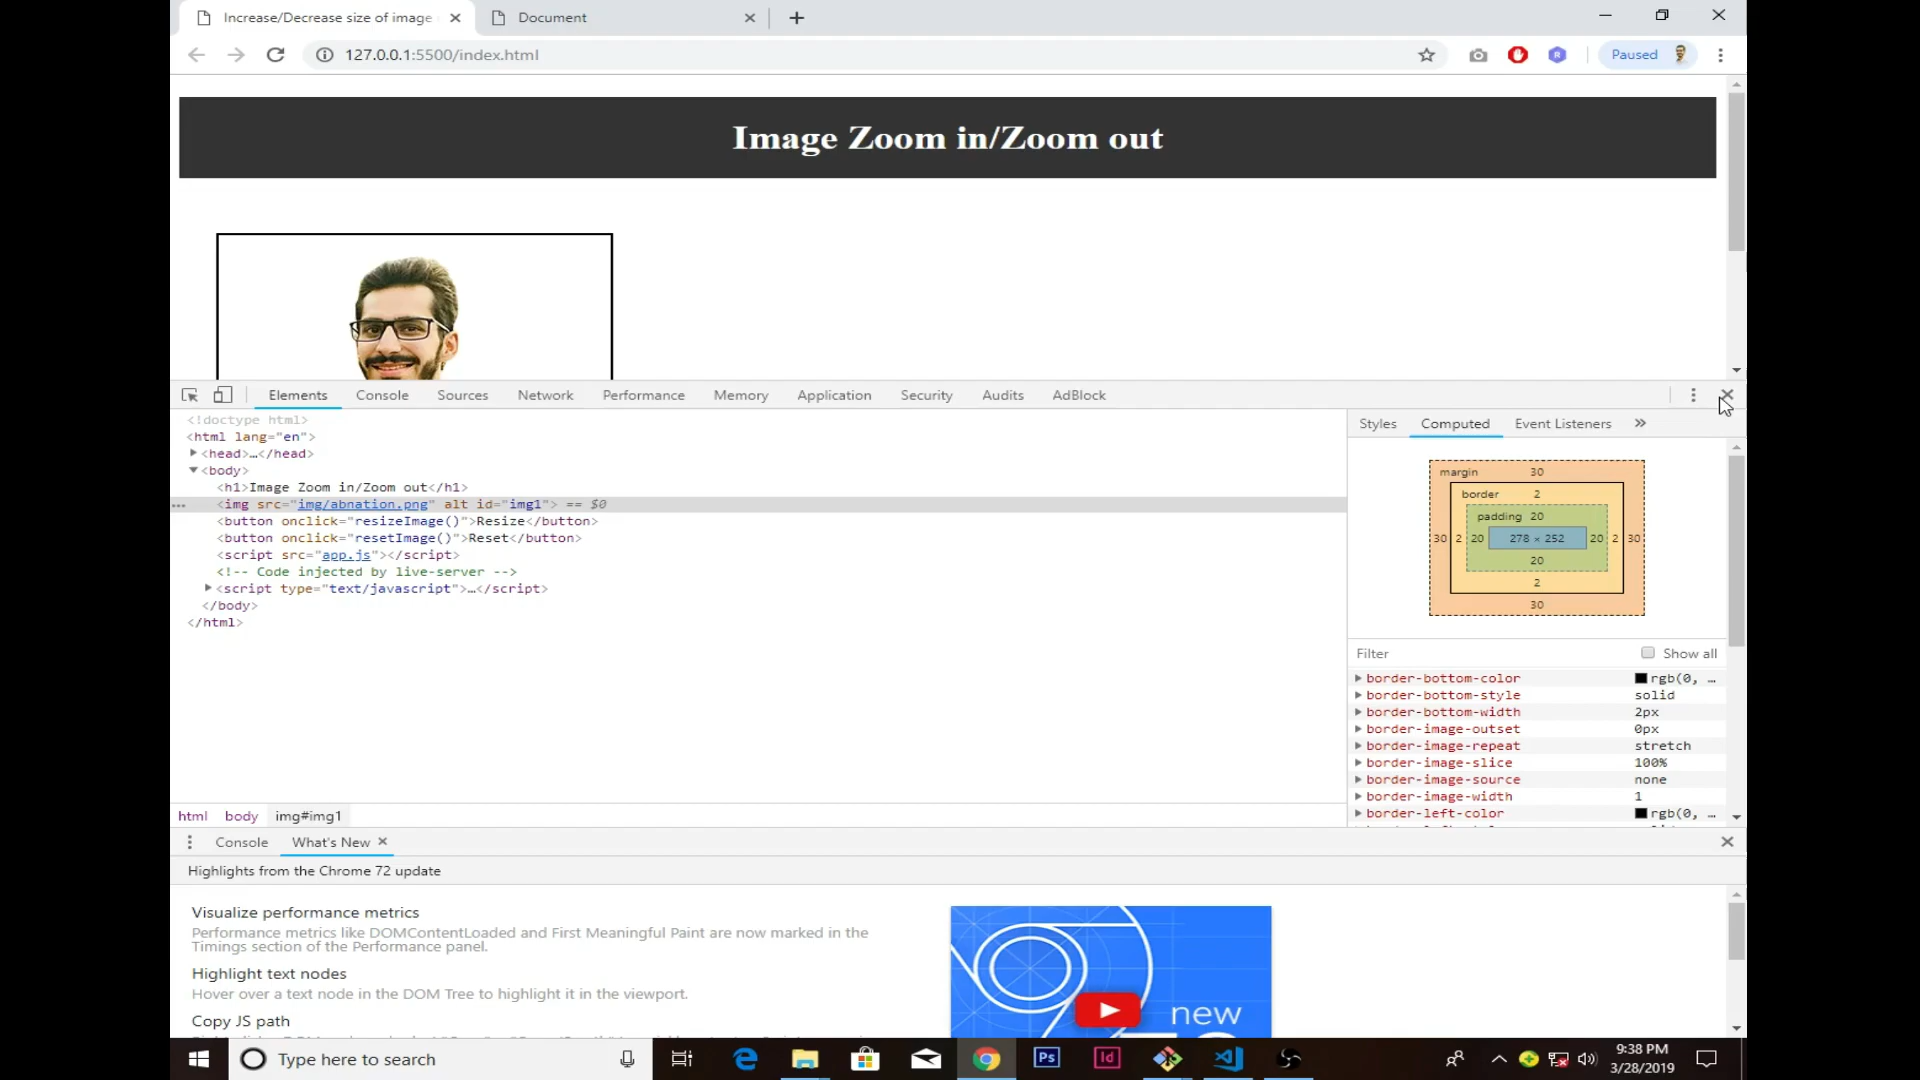 Increase/Decrease size of image
Document
127.0.0.1:5500/index.html
Paused
Image Zoom in/Zoom out
Elements Console Sources Network Performance Memory Application Security Audits AdBlock
<!doctype html>
<html lang="en">
<head>…</head>
<body>
<h1>Image Zoom in/Zoom out</h1>
<img src="img/abnation.png" alt id="img1"> == $0
<button onclick="resizeImage()">Resize</button>
<button onclick="resetImage()">Reset</button>
<script src="app.js"></script>
<!-- Code injected by live-server -->
<script type="text/javascript">…</script>
</body>
</html>
html body img#img1
Styles Computed Event Listeners »
margin 30
border 2
padding 20
30 2 20 278 × 252 20 2 30
20
2
30
Filter Show all
border-bottom-color rgb(0, …
border-bottom-style solid
border-bottom-width 2px
border-image-outset 0px
border-image-repeat stretch
border-image-slice 100%
border-image-source none
border-image-width 1
border-left-color rgb(0, …
Console What's New
Highlights from the Chrome 72 update
Visualize performance metrics
Performance metrics like DOMContentLoaded and First Meaningful Paint are now marked in the
Timings section of the Performance panel.
Highlight text nodes
Hover over a text node in the DOM Tree to highlight it in the viewport.
Copy JS path
new
Type here to search
Ps
Id
9:38 PM
3/28/2019